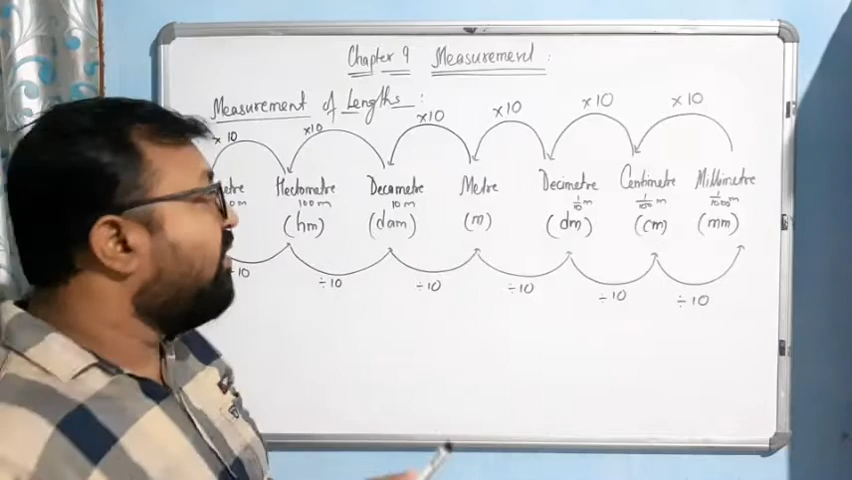 Chapter 9 Measurement :
Measurement of Lengths :
× 10 ×10 ×10 ×10 ×10 ×10
Hectometre Decametre Metre Decimetre Centimetre Millimetre
100 m 10 m 1/10 m 1/100 m 1/1000 m
(hm) (dam) (m) (dm) (cm) (mm)
÷10 ÷10 ÷10 ÷10 ÷10 ÷10